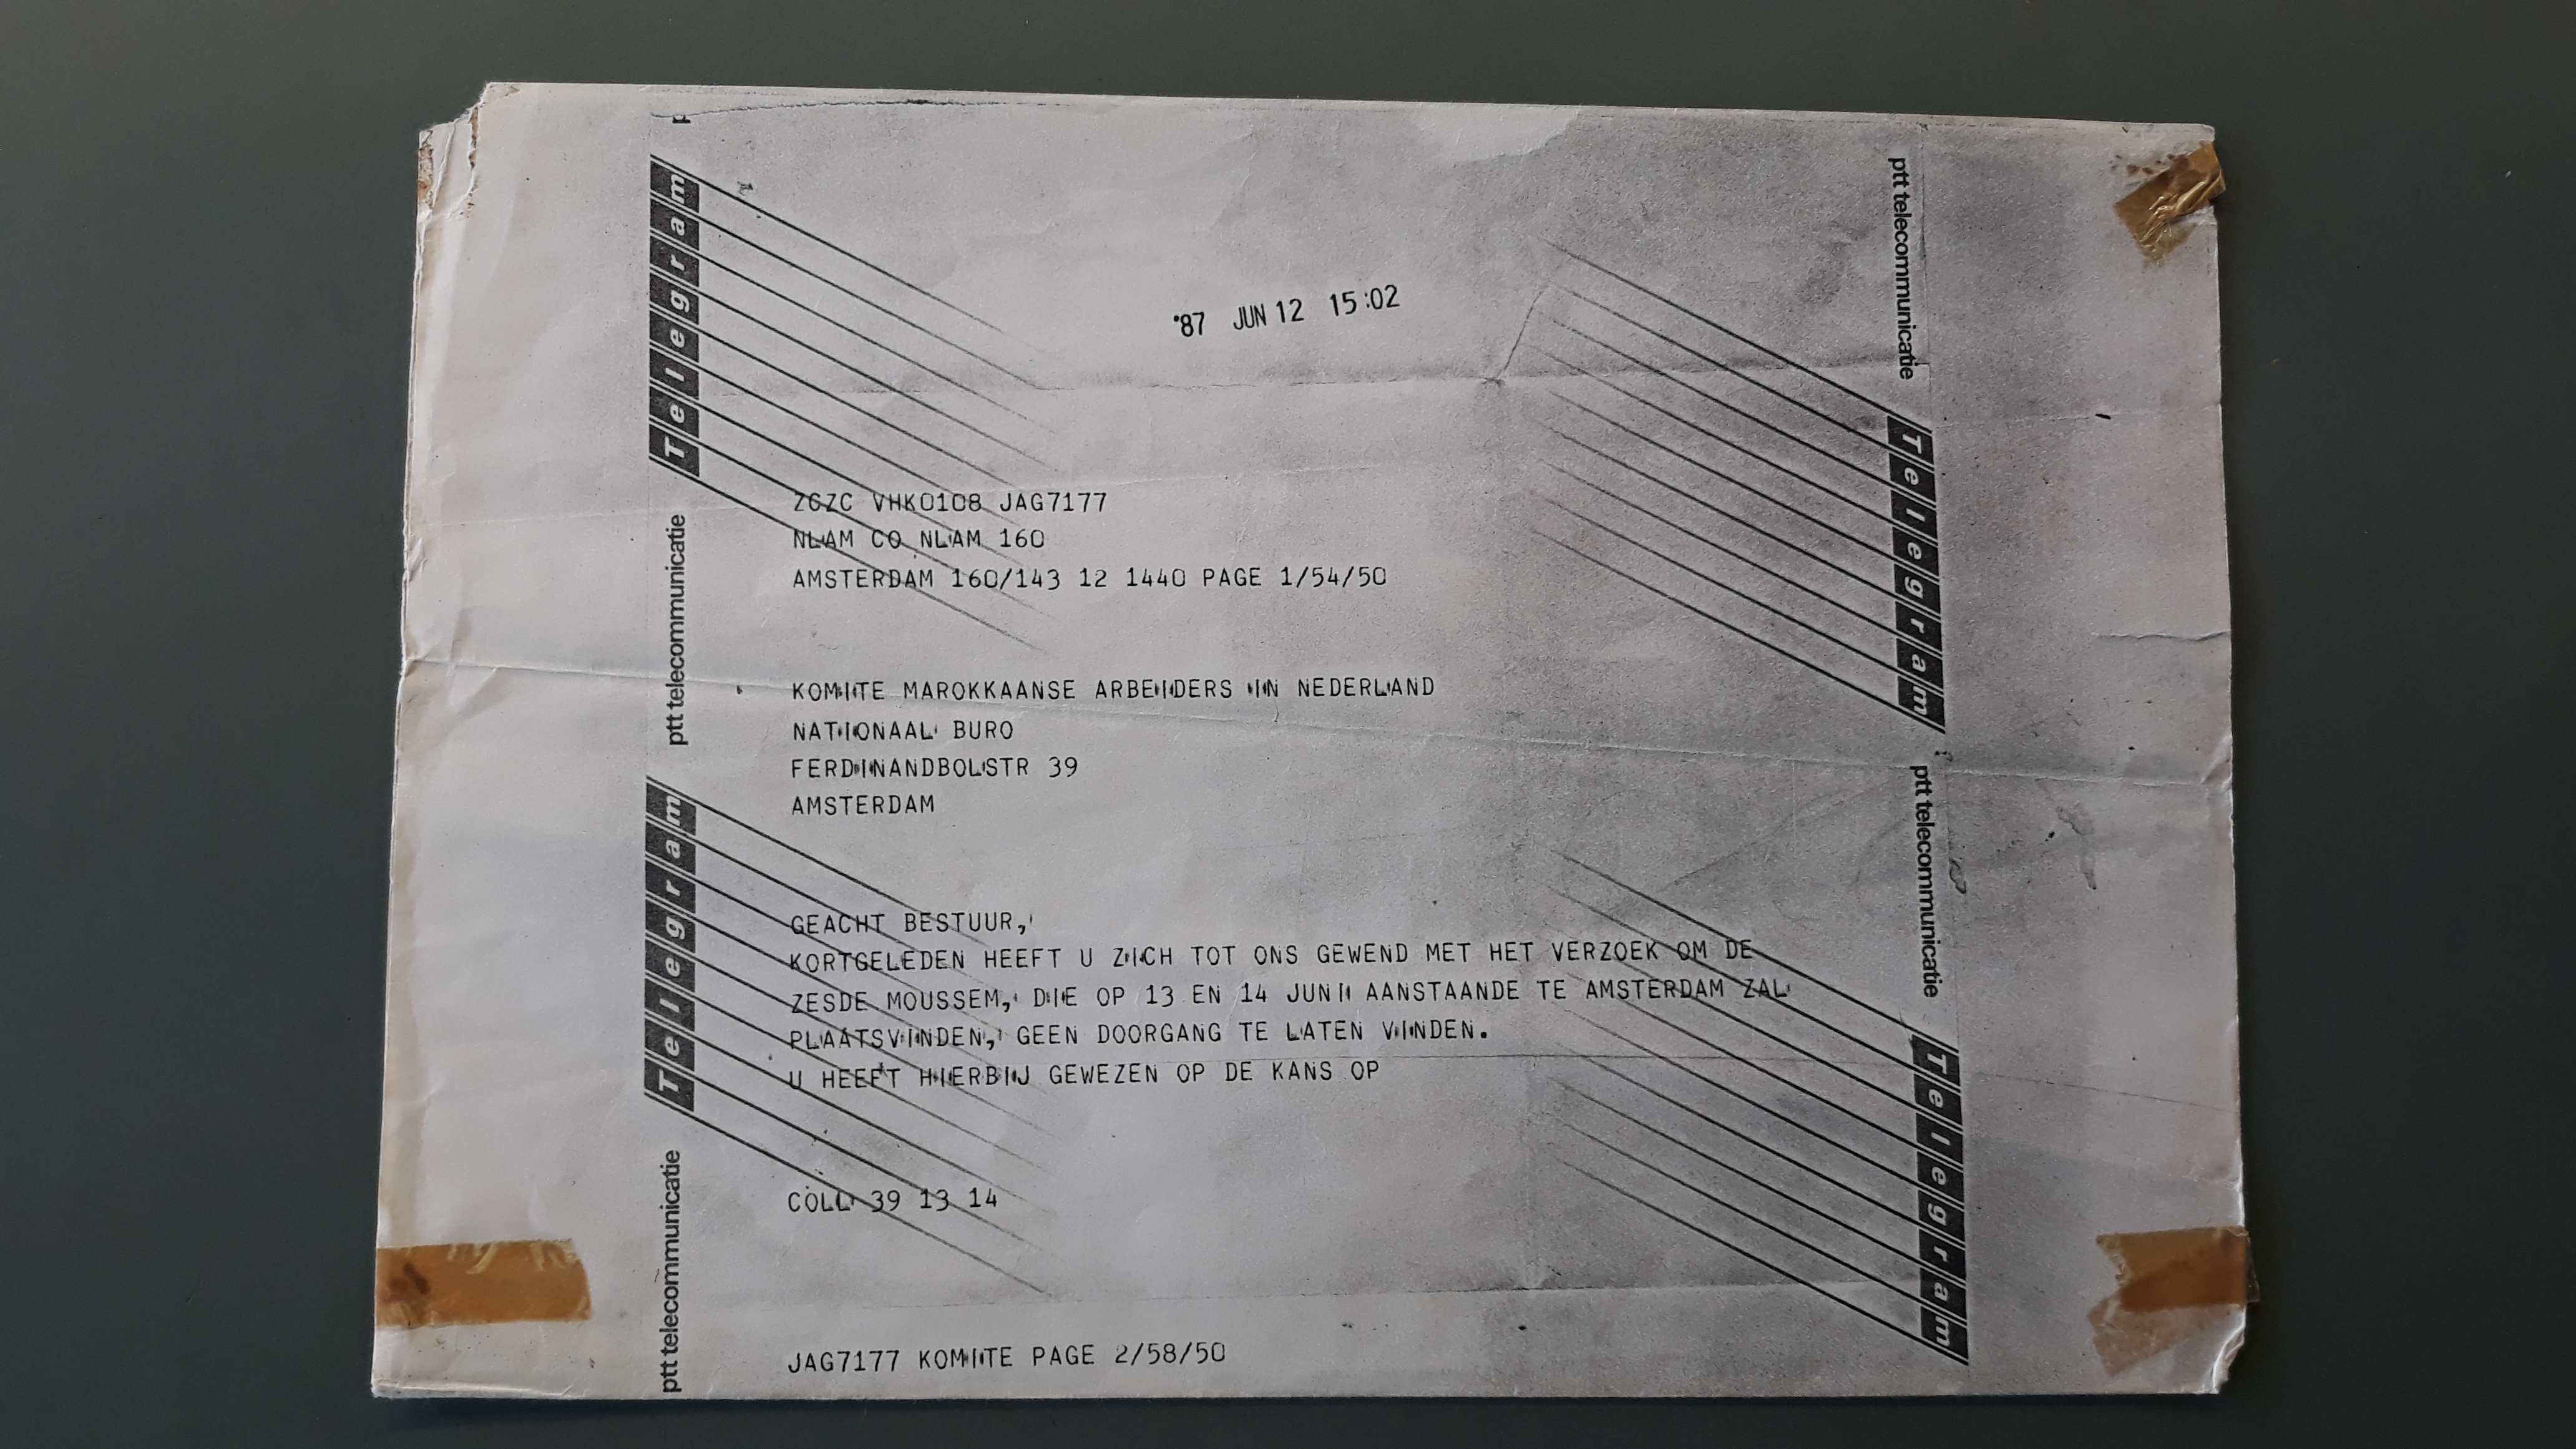 ptt telecommunicatie
Telegram
ptt telecommunicatie
Telegram
'87 JUN 12 15:02
ZCZC VHK0108 JAG7177
NLAM CO NLAM 160
AMSTERDAM 160/143 12 1440 PAGE 1/54/50
KOMITE MAROKKAANSE ARBEIDERS IN NEDERLAND
NATIONAAL BURO
FERDINANDBOLSTR 39
AMSTERDAM
GEACHT BESTUUR,
KORTGELEDEN HEEFT U ZICH TOT ONS GEWEND MET HET VERZOEK OM DE
ZESDE MOUSSEM, DIE OP 13 EN 14 JUNI AANSTAANDE TE AMSTERDAM ZAL
PLAATSVINDEN, GEEN DOORGANG TE LATEN VINDEN.
U HEEFT HIERBIJ GEWEZEN OP DE KANS OP
COLL 39 13 14
JAG7177 KOMITE PAGE 2/58/50
ptt telecommunicatie
Telegram
ptt telecommunicatie
Telegram